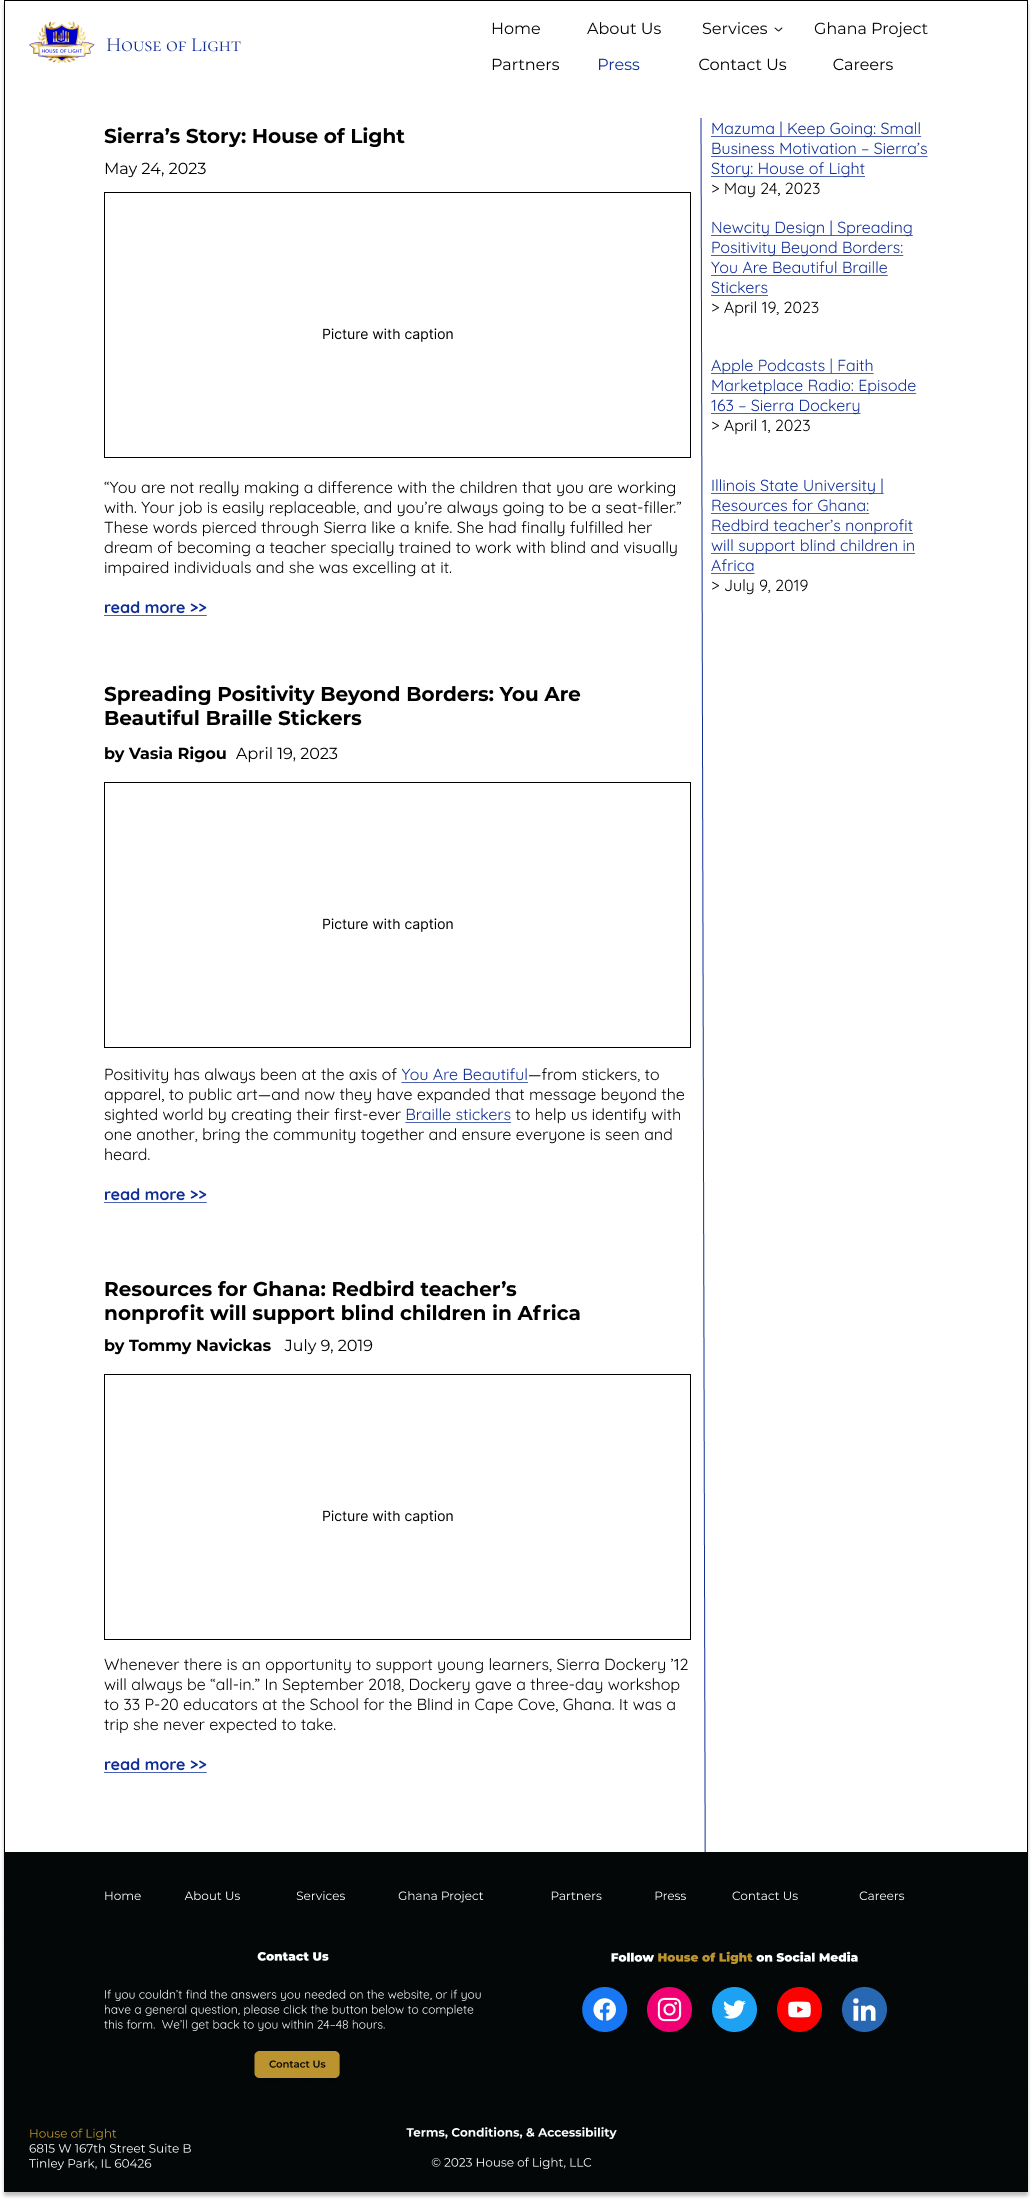 HOUSE OF LIGHT
House of Light
Home About Us Services Ghana Project
Partners Press Contact Us Careers
Sierra’s Story: House of Light
May 24, 2023
Picture with caption
“You are not really making a difference with the children that you are working
with. Your job is easily replaceable, and you’re always going to be a seat-filler.”
These words pierced through Sierra like a knife. She had finally fulfilled her
dream of becoming a teacher specially trained to work with blind and visually
impaired individuals and she was excelling at it.
read more >>
Spreading Positivity Beyond Borders: You Are
Beautiful Braille Stickers
by Vasia Rigou April 19, 2023
Picture with caption
Positivity has always been at the axis of You Are Beautiful—from stickers, to
apparel, to public art—and now they have expanded that message beyond the
sighted world by creating their first-ever Braille stickers to help us identify with
one another, bring the community together and ensure everyone is seen and
heard.
read more >>
Resources for Ghana: Redbird teacher’s
nonprofit will support blind children in Africa
by Tommy Navickas July 9, 2019
Picture with caption
Whenever there is an opportunity to support young learners, Sierra Dockery ’12
will always be “all-in.” In September 2018, Dockery gave a three-day workshop
to 33 P-20 educators at the School for the Blind in Cape Cove, Ghana. It was a
trip she never expected to take.
read more >>
Mazuma | Keep Going: Small
Business Motivation – Sierra’s
Story: House of Light
> May 24, 2023
Newcity Design | Spreading
Positivity Beyond Borders:
You Are Beautiful Braille
Stickers
> April 19, 2023
Apple Podcasts | Faith
Marketplace Radio: Episode
163 – Sierra Dockery
> April 1, 2023
Illinois State University |
Resources for Ghana:
Redbird teacher’s nonprofit
will support blind children in
Africa
> July 9, 2019
Home About Us Services Ghana Project Partners Press Contact Us Careers
Contact Us
If you couldn’t find the answers you needed on the website, or if you
have a general question, please click the button below to complete
this form. We’ll get back to you within 24–48 hours.
Contact Us
Follow House of Light on Social Media
in
House of Light
6815 W 167th Street Suite B
Tinley Park, IL 60426
Terms, Conditions, & Accessibility
© 2023 House of Light, LLC